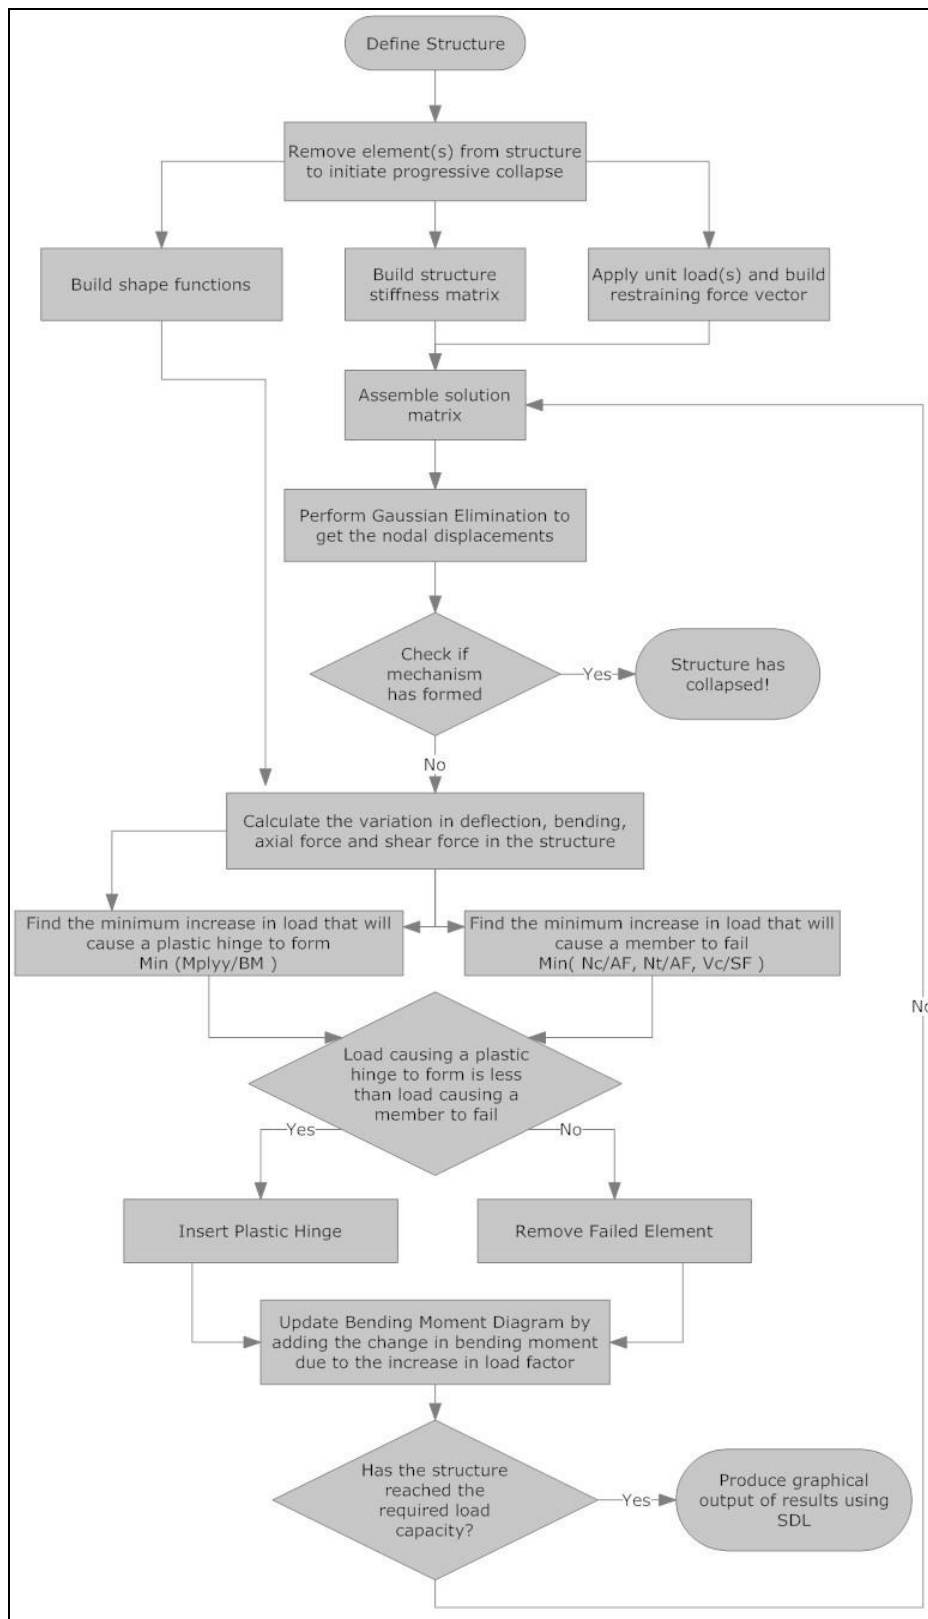 Define Structure
Remove element(s) from structure
to initiate progressive collapse
Build shape functions
Build structure
stiffness matrix
Apply unit load(s) and build
restraining force vector
Assemble solution
matrix
Perform Gaussian Elimination to
get the nodal displacements
Check if
mechanism
has formed
Yes
Structure has
collapsed!
No
Calculate the variation in deflection, bending,
axial force and shear force in the structure
Find the minimum increase in load that will
cause a plastic hinge to form
Min (Mplyy/BM )
Find the minimum increase in load that will
cause a member to fail
Min( Nc/AF, Nt/AF, Vc/SF )
No
Load causing a plastic
hinge to form is less
than load causing a
member to fail
Yes
No
Insert Plastic Hinge
Remove Failed Element
Update Bending Moment Diagram by
adding the change in bending moment
due to the increase in load factor
Has the structure
reached the
required load
capacity?
Yes
Produce graphical
output of results using
SDL